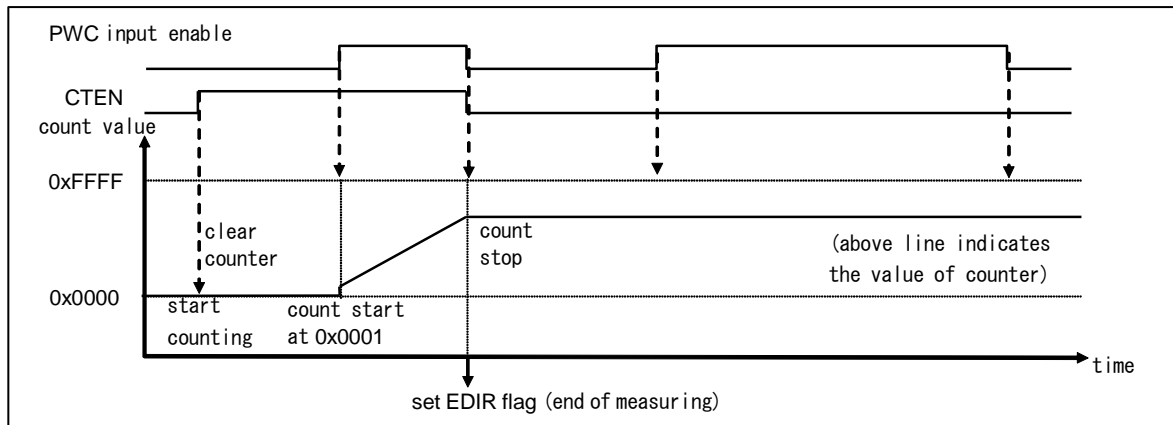 PWC input enable
CTEN
count value
0xFFFF
clear
counter
count
stop
(above line indicates
the value of counter)
0x0000
start
counting
count start
at 0x0001
time
set EDIR flag (end of measuring)